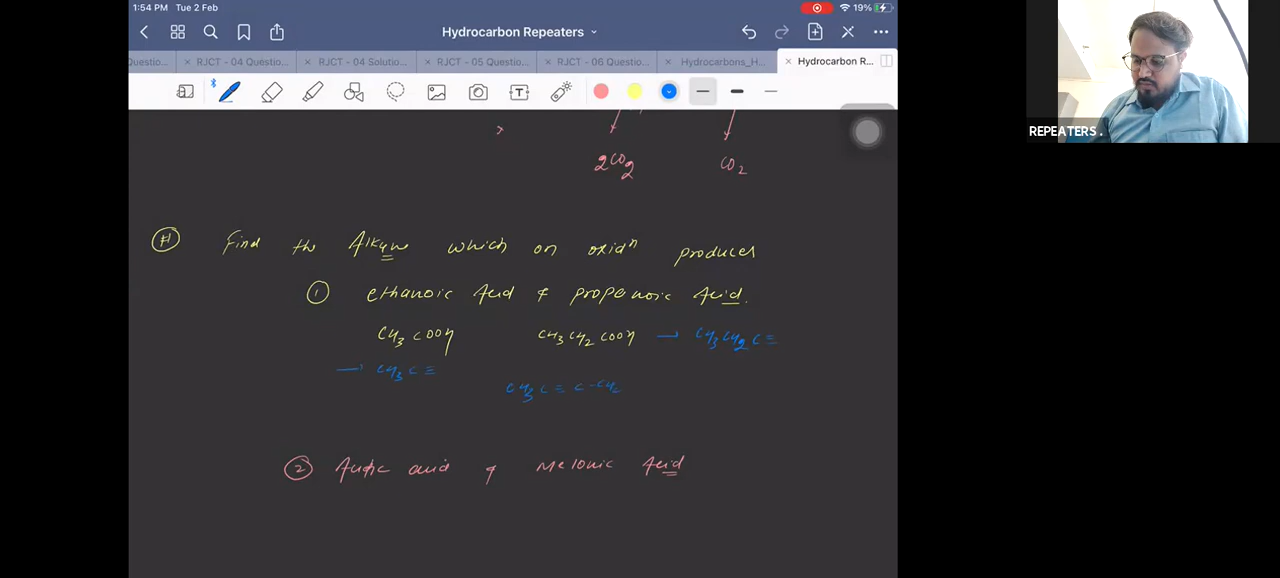 1:54 PM Tue 2 Feb
19%
Hydrocarbon Repeaters
Questio...
RJCT - 04 Questio...
RJCT - 04 Solutio...
RJCT - 05 Questio...
RJCT - 06 Questio...
Hydrocarbons_H...
Hydrocarbon R...
REPEATERS .
2CO2
CO2
Find the Alkyne which on oxidⁿ produces
① ethanoic Acid & propanoic Acid.
CH3COOH CH3CH2COOH → CH3CH2C≡
→ CH3C≡
CH3C≡C-CH2
② acid & Melonic Acid